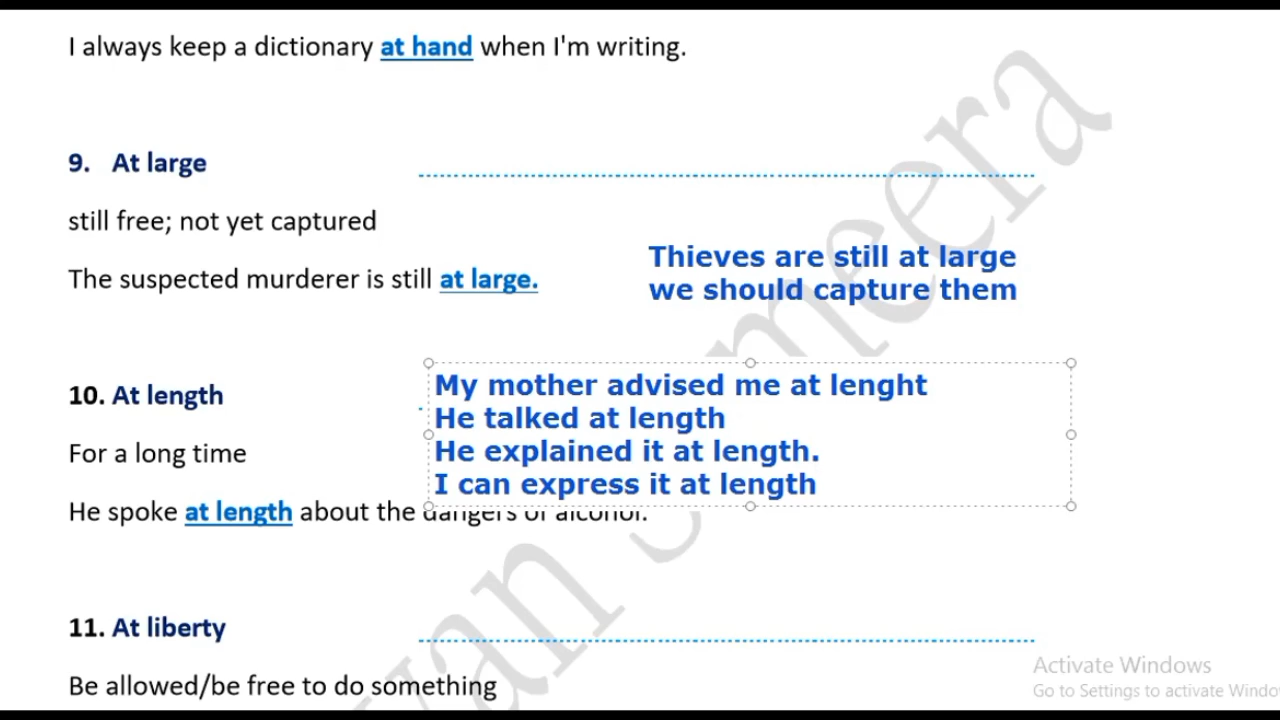 I always keep a dictionary at hand when I'm writing.
9. At large
still free; not yet captured
Thieves are still at large
The suspected murderer is still at large.
we should capture them
10. At length
My mother advised me at lenght
He talked at length
For a long time
He explained it at length.
I can express it at length
He spoke at length about the dangers of alcohol.
11. At liberty
Be allowed/be free to do something
Activate Windows
Go to Settings to activate Windo